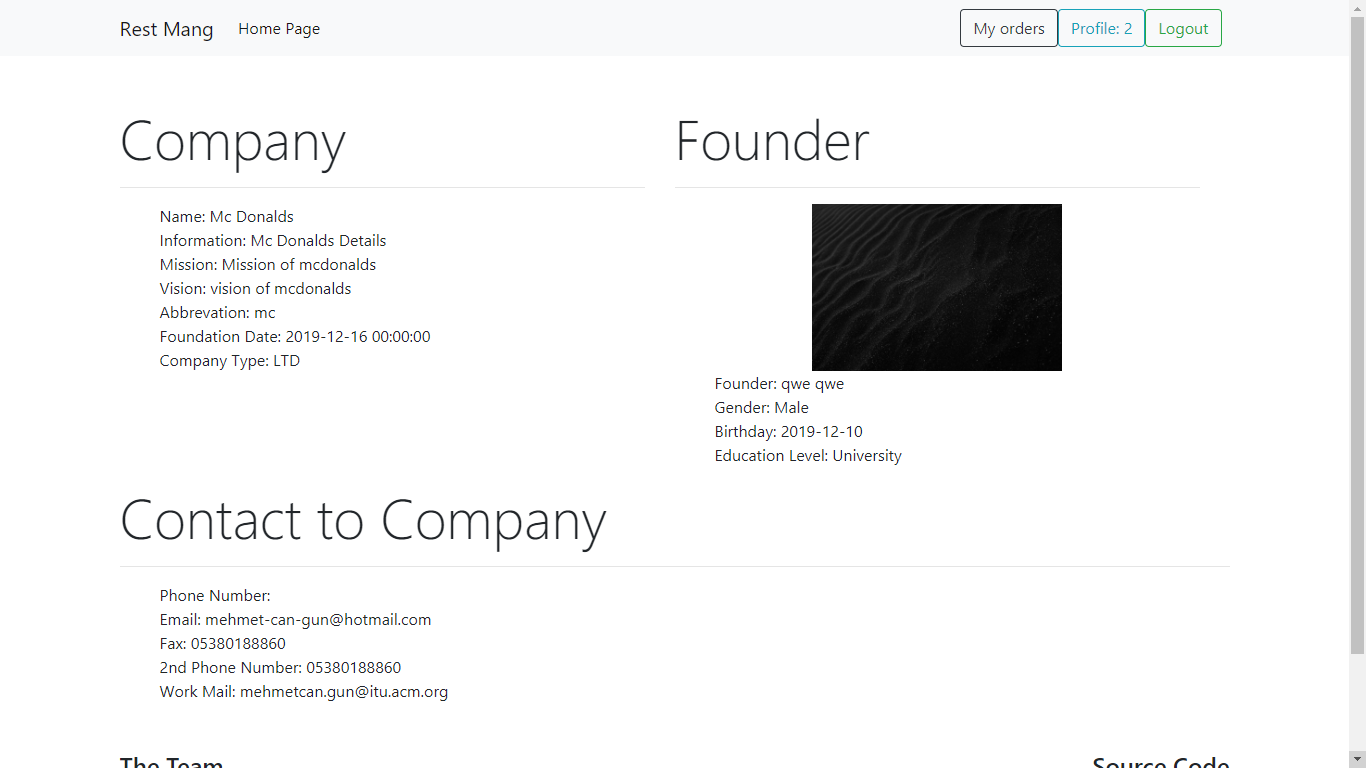 Rest Mang Home Page My orders Profile: 2 Logout
Company
Name: Mc Donalds
Information: Mc Donalds Details
Mission: Mission of mcdonalds
Vision: vision of mcdonalds
Abbrevation: mc
Foundation Date: 2019-12-16 00:00:00
Company Type: LTD
Founder
Founder: qwe qwe
Gender: Male
Birthday: 2019-12-10
Education Level: University
Contact to Company
Phone Number:
Email: mehmet-can-gun@hotmail.com
Fax: 05380188860
2nd Phone Number: 05380188860
Work Mail: mehmetcan.gun@itu.acm.org
The Team Source Code